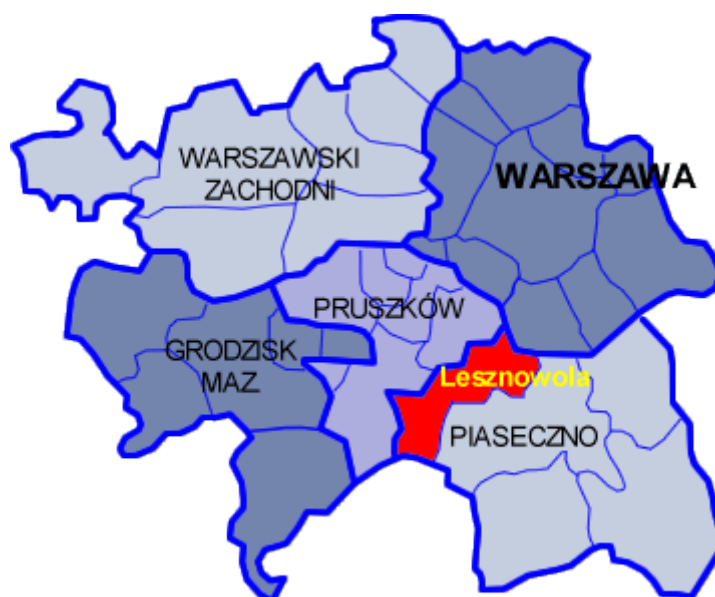 WARSZAWSKI
ZACHODNI
WARSZAWA
PRUSZKÓW
GRODZISK
MAZ
Lesznowola
PIASECZNO